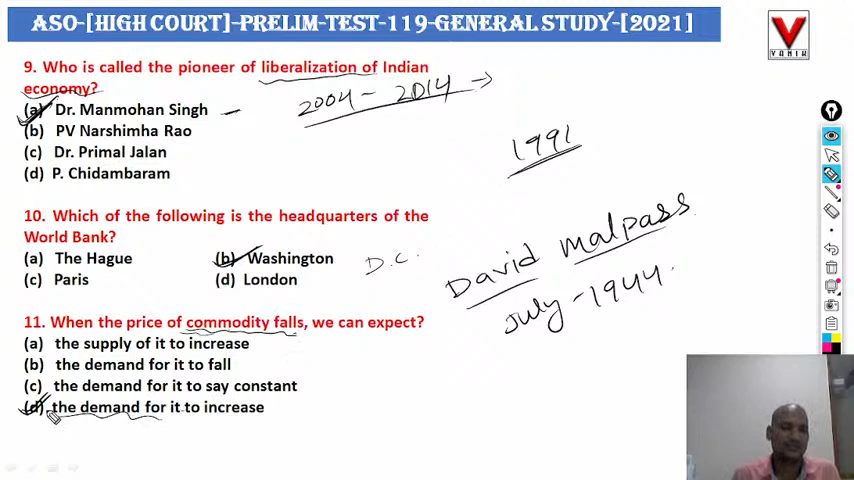 ASO-[HIGH COURT]-PRELIM-TEST-119-GENERAL STUDY-[2021]
VAMIR
9. Who is called the pioneer of liberalization of Indian
economy?
2004 - 2014 →
(a) Dr. Manmohan Singh
(b) PV Narshimha Rao
1991
(c) Dr. Primal Jalan
(d) P. Chidambaram
10. Which of the following is the headquarters of the
World Bank?
(a) The Hague (b) Washington D.C.
(c) Paris (d) London
David Malpass
July - 1944.
11. When the price of commodity falls, we can expect?
(a) the supply of it to increase
(b) the demand for it to fall
(c) the demand for it to say constant
(d) the demand for it to increase